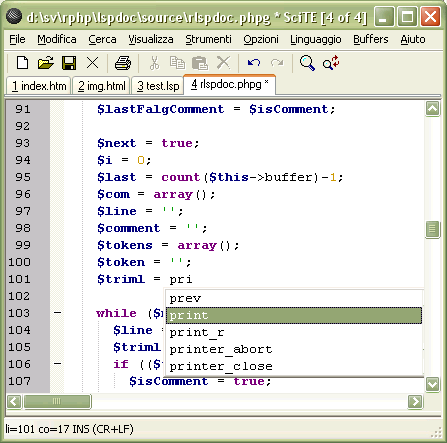 d:\sv\rphp\lspdoc\source\rlspdoc.phpg * SciTE [4 of 4]
File Modifica Cerca Visualizza Strumenti Opzioni Linguaggio Buffers Aiuto
1 index.htm 2 img.html 3 test.lsp 4 rlspdoc.phpg *
91 $lastFalgComment = $isComment;
92
93 $next = true;
94 $i = 0;
95 $last = count($this->buffer)-1;
96 $com = array();
97 $line = '';
98 $comment = '';
99 $tokens = array();
100 $token = '';
101 $triml = pri
102 prev
103 while ($ print
104 $line = print_r
105 $triml printer_abort
106 if (($ printer_close
107 $isComment = true;
li=101 co=17 INS (CR+LF)